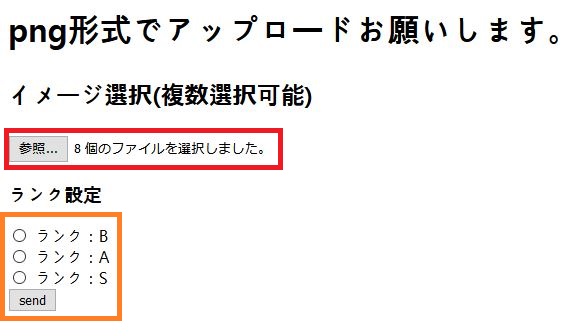 png形式でアップロードお願いします。
イメージ選択(複数選択可能)
参照... 8 個のファイルを選択しました。
ランク設定
ランク：B
ランク：A
ランク：S
send